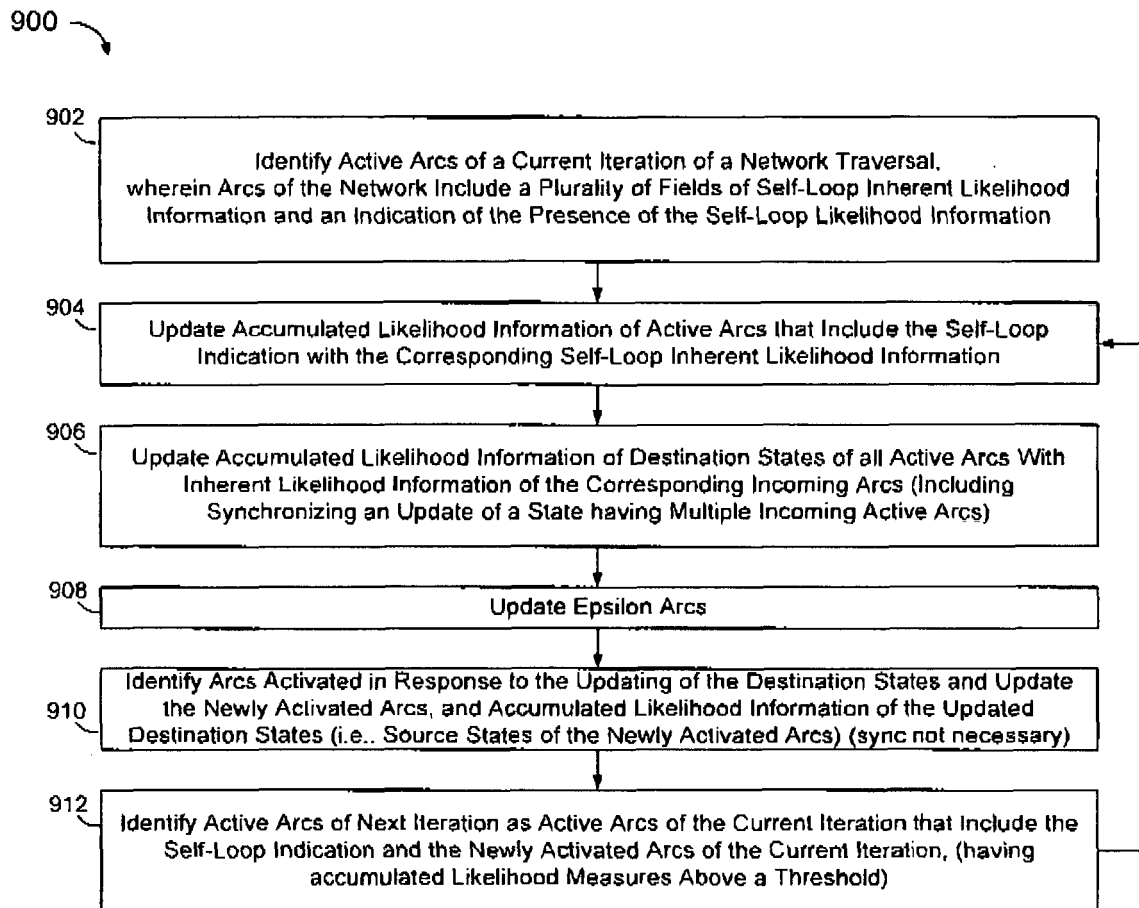 900
902
Identify Active Arcs of a Current Iteration of a Network Traversal,
wherein Arcs of the Network Include a Plurality of Fields of Self-Loop Inherent Likelihood
Information and an Indication of the Presence of the Self-Loop Likelihood Information
904
Update Accumulated Likelihood Information of Active Arcs that Include the Self-Loop
Indication with the Corresponding Self-Loop Inherent Likelihood Information
906
Update Accumulated Likelihood Information of Destination States of all Active Arcs With
Inherent Likelihood Information of the Corresponding Incoming Arcs (Including
Synchronizing an Update of a State having Multiple Incoming Active Arcs)
908
Update Epsilon Arcs
910
Identify Arcs Activated in Response to the Updating of the Destination States and Update
the Newly Activated Arcs, and Accumulated Likelihood Information of the Updated
Destination States (i.e.. Source States of the Newly Activated Arcs) (sync not necessary)
912
Identify Active Arcs of Next Iteration as Active Arcs of the Current Iteration that Include the
Self-Loop Indication and the Newly Activated Arcs of the Current Iteration, (having
accumulated Likelihood Measures Above a Threshold)